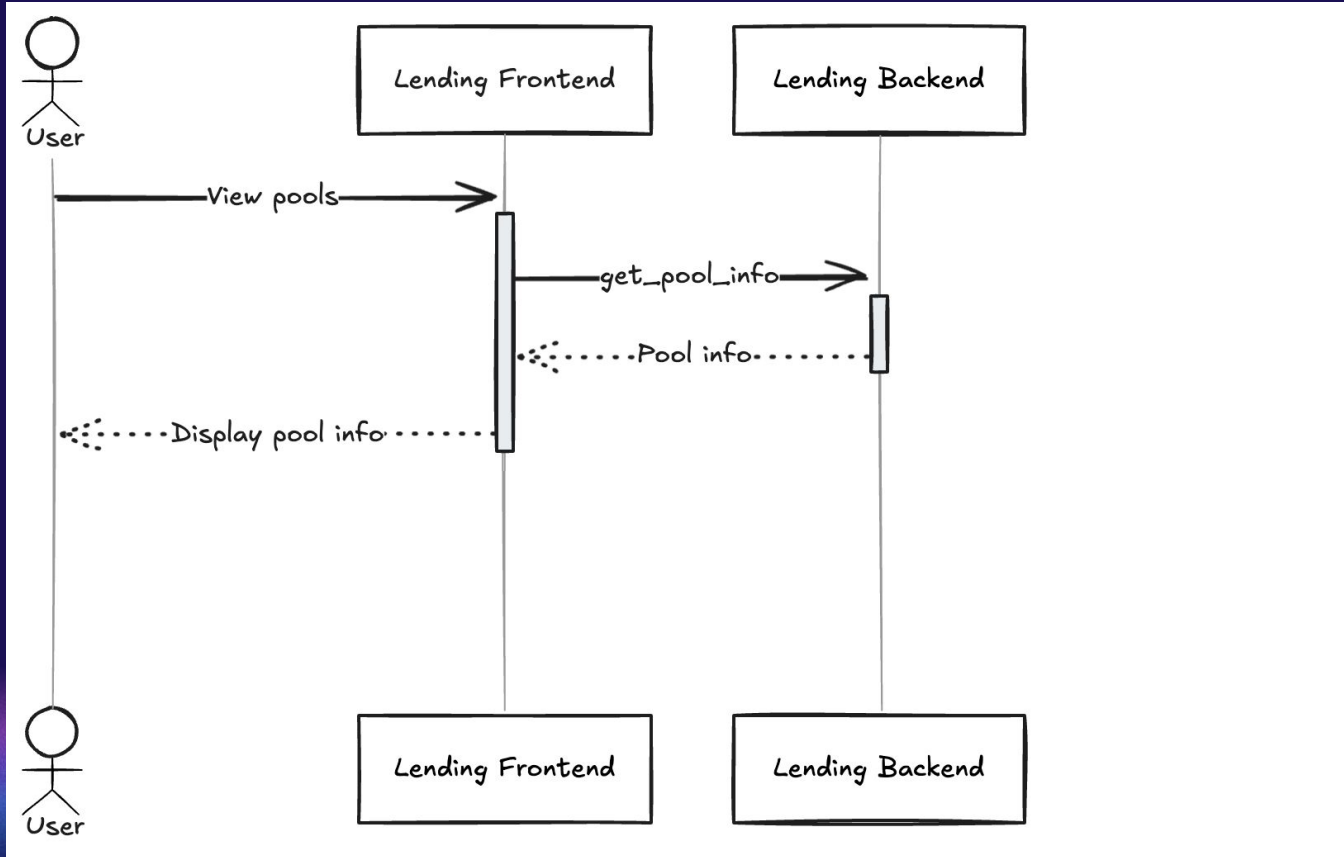 User
Lending Frontend
Lending Backend
View pools
get_pool_info
Pool info
Display pool info
User
Lending Frontend
Lending Backend